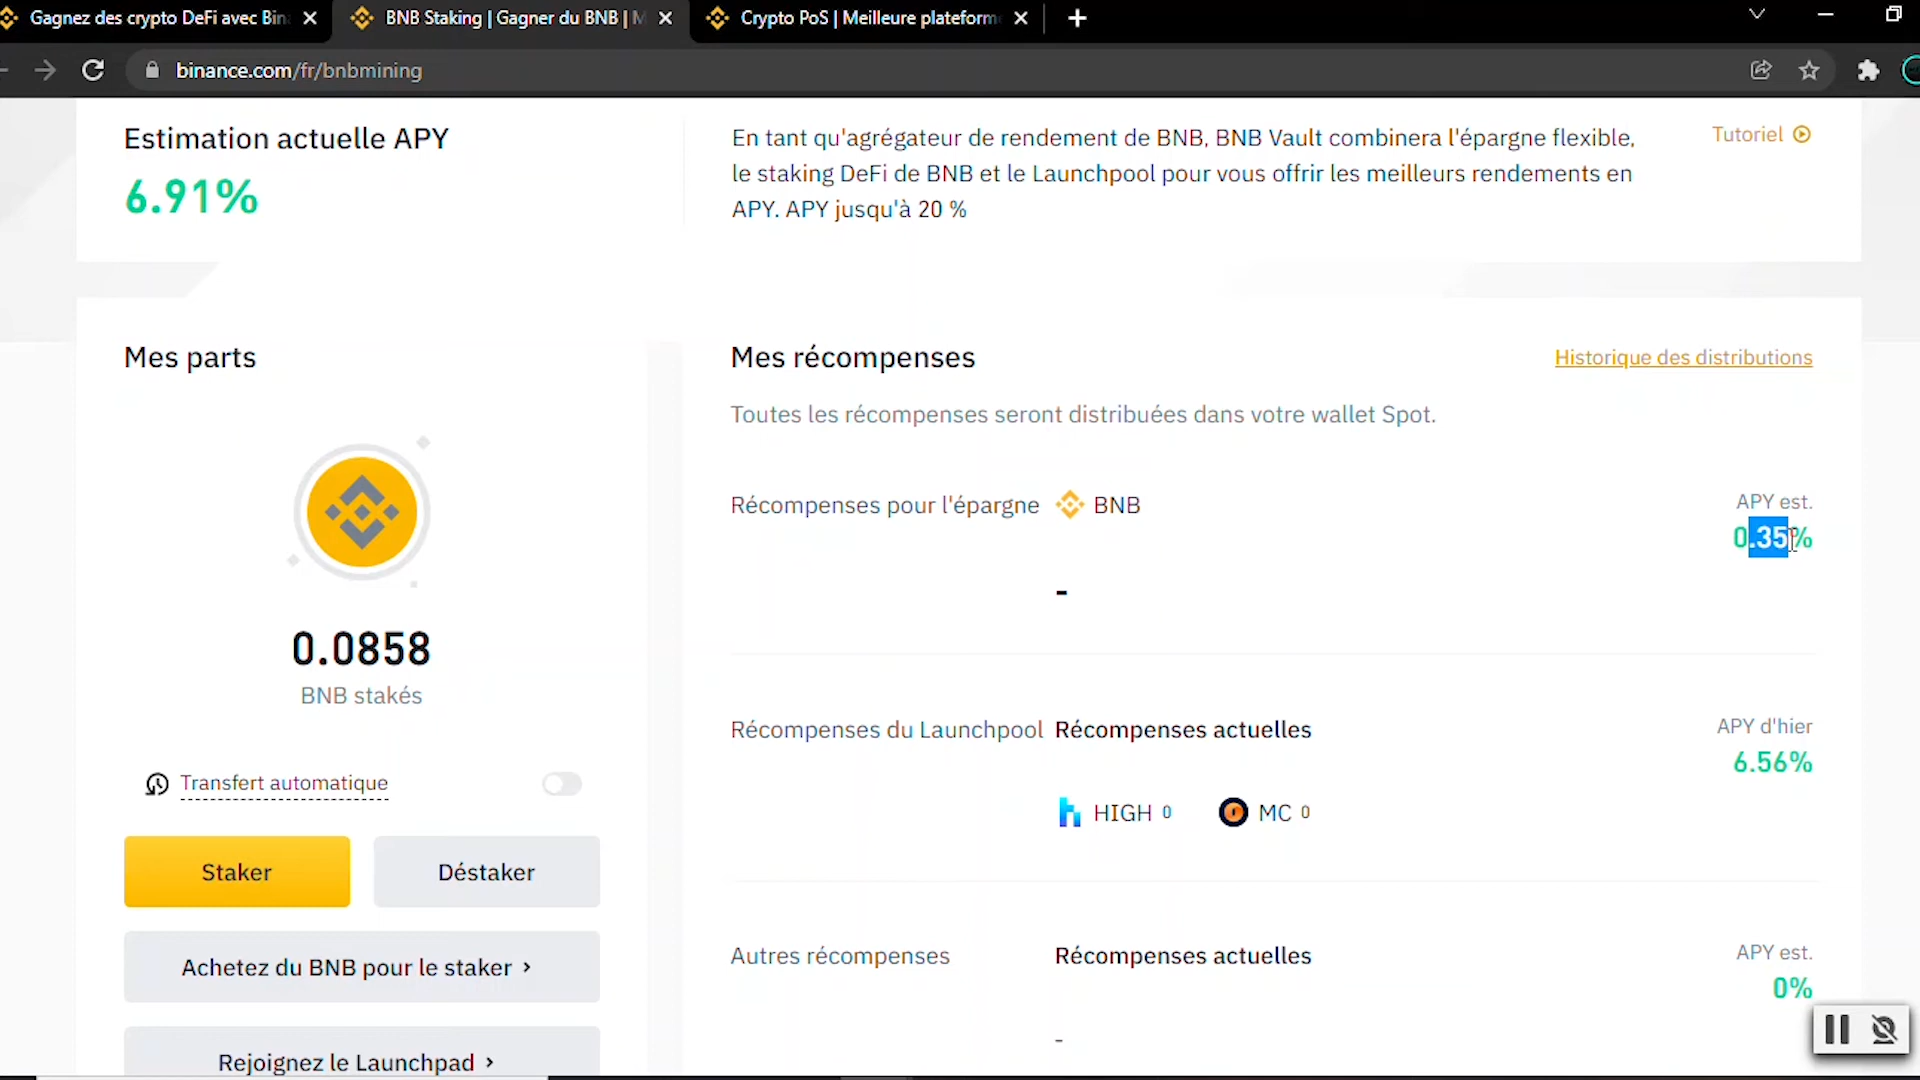 Gagnez des crypto DeFi avec Bin
BNB Staking | Gagner du BNB | M
Crypto PoS | Meilleure plateform
binance.com/fr/bnbmining
Estimation actuelle APY
6.91%
En tant qu'agrégateur de rendement de BNB, BNB Vault combinera l'épargne flexible,
le staking DeFi de BNB et le Launchpool pour vous offrir les meilleurs rendements en
APY. APY jusqu'à 20 %
Tutoriel
Mes parts
0.0858
BNB stakés
Transfert automatique
Staker
Déstaker
Achetez du BNB pour le staker ›
Rejoignez le Launchpad ›
Mes récompenses
Historique des distributions
Toutes les récompenses seront distribuées dans votre wallet Spot.
Récompenses pour l'épargne
BNB
APY est.
0.35%
-
Récompenses du Launchpool
Récompenses actuelles
APY d'hier
6.56%
HIGH 0
MC 0
Autres récompenses
Récompenses actuelles
APY est.
0%
-